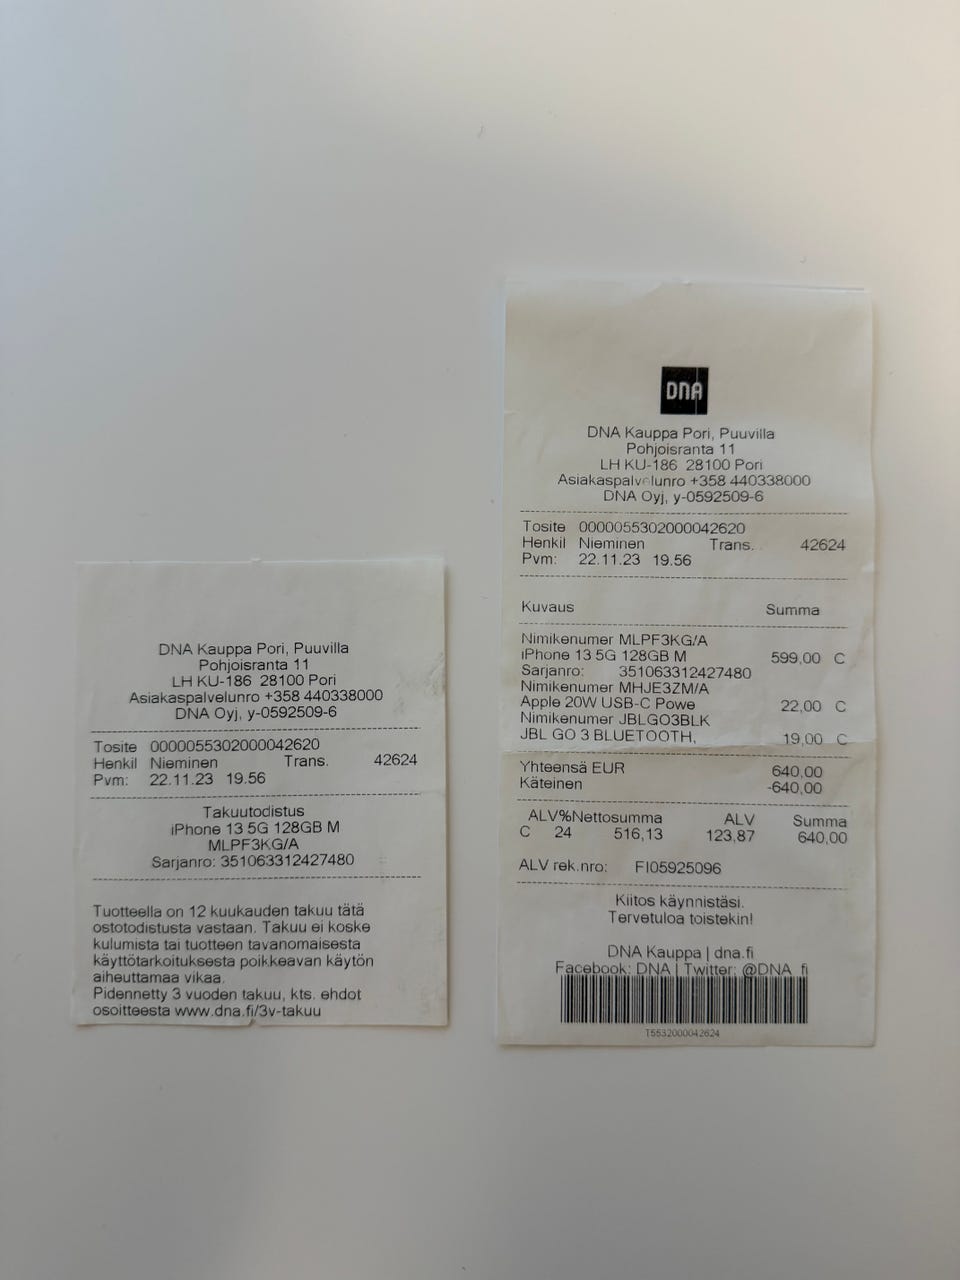 DNA Kauppa Pori, Puuvilla
Pohjoisranta 11
LH KU-186 28100 Pori
Asiakaspalvelunro +358 440338000
DNA Oyj, y-0592509-6
Tosite 0000055302000042620
Henkil Nieminen Trans. 42624
Pvm: 22.11.23 19.56
Takuutodistus
iPhone 13 5G 128GB M
MLPF3KG/A
Sarjanro: 351063312427480
Tuotteella on 12 kuukauden takuu tätä
ostotodistusta vastaan. Takuu ei koske
kulumista tai tuotteen tavanomaisesta
käyttötarkoituksesta poikkeavan käytön
aiheuttamaa vikaa.
Pidennetty 3 vuoden takuu, kts. ehdot
osoitteesta www.dna.fi/3v-takuu
DNA
DNA Kauppa Pori, Puuvilla
Pohjoisranta 11
LH KU-186 28100 Pori
Asiakaspalvelunro +358 440338000
DNA Oyj, y-0592509-6
Tosite 0000055302000042620
Henkil Nieminen Trans. 42624
Pvm: 22.11.23 19.56
Kuvaus Summa
Nimikenumer MLPF3KG/A
iPhone 13 5G 128GB M 599,00 C
Sarjanro: 351063312427480
Nimikenumer MHJE3ZM/A
Apple 20W USB-C Powe 22,00 C
Nimikenumer JBLGO3BLK
JBL GO 3 BLUETOOTH, 19,00 C
Yhteensä EUR 640,00
Käteinen -640,00
ALV%Nettosumma ALV Summa
C 24 516,13 123,87 640,00
ALV rek.nro: FI05925096
Kiitos käynnistäsi.
Tervetuloa toistekin!
DNA Kauppa | dna.fi
Facebook: DNA | Twitter: @DNA_fi
T5532000042624